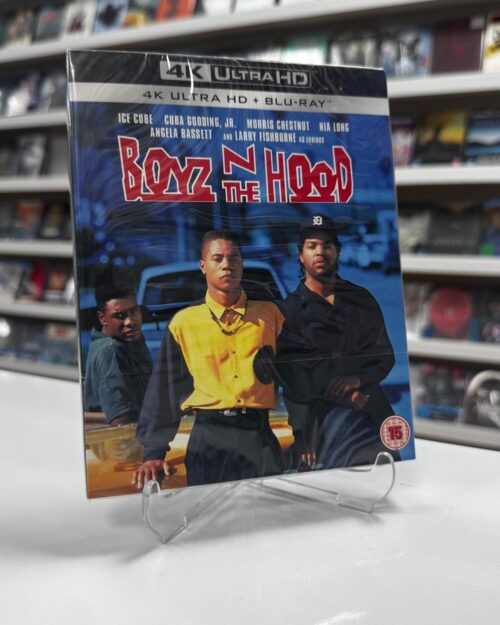 4K ULTRA HD
4K ULTRA HD + BLU-RAY™
ICE CUBE CUBA GOODING, JR. MORRIS CHESTNUT NIA LONG
ANGELA BASSETT AND LARRY FISHBURNE AS FURIOUS
BOYZ N THE HOOD
D
15